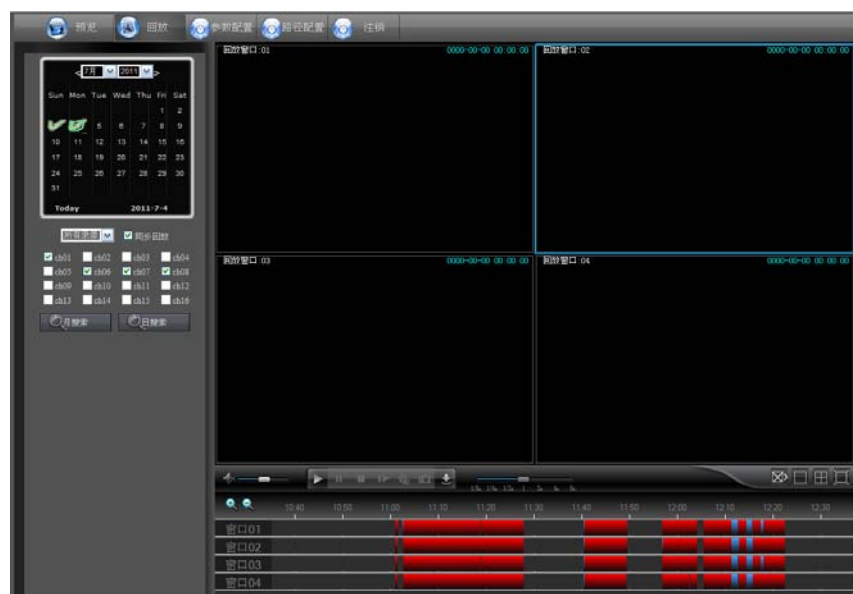 预览 回放 参数配置 路径配置 注销
7月 2011
Sun Mon Tue Wed Thu Fri Sat
1 2
5 6 7 8 9
10 11 12 13 14 15 16
17 18 19 20 21 22 23
24 25 26 27 28 29 30
31
Today 2011-7-4
同步回放
ch01 ch02 ch03 ch04
ch05 ch06 ch07 ch08
ch09 ch10 ch11 ch12
ch13 ch14 ch15 ch16
月搜索 日搜索
回放窗口:01 0000-00-00 00:00:00
回放窗口:02 0000-00-00 00:00:00
回放窗口 03 0000-00-00 00:00:00
回放窗口 04 0000-00-00 00:00:00
10:40 10:50 11:00 11:10 11:20 11:30 11:40 11:50 12:00 12:10 12:20 12:30
窗口01
窗口02
窗口03
窗口04